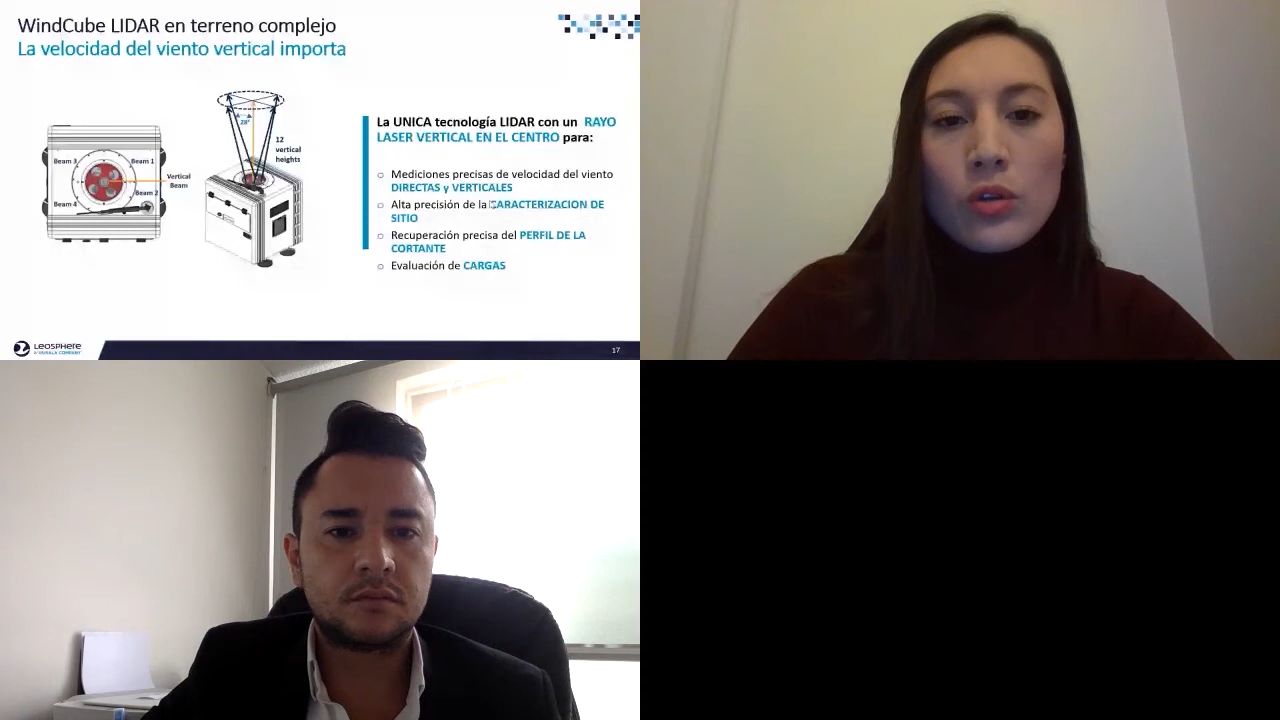 WindCube LIDAR en terreno complejo
La velocidad del viento vertical importa
28°
12
vertical
heights
Beam 3
Beam 1
Vertical
Beam
Beam 2
Beam 4
La UNICA tecnología LIDAR con un RAYO
LASER VERTICAL EN EL CENTRO para:
Mediciones precisas de velocidad del viento
DIRECTAS y VERTICALES
Alta precisión de la CARACTERIZACION DE
SITIO
Recuperación precisa del PERFIL DE LA
CORTANTE
Evaluación de CARGAS
LEOSPHERE
A VAISALA COMPANY
17